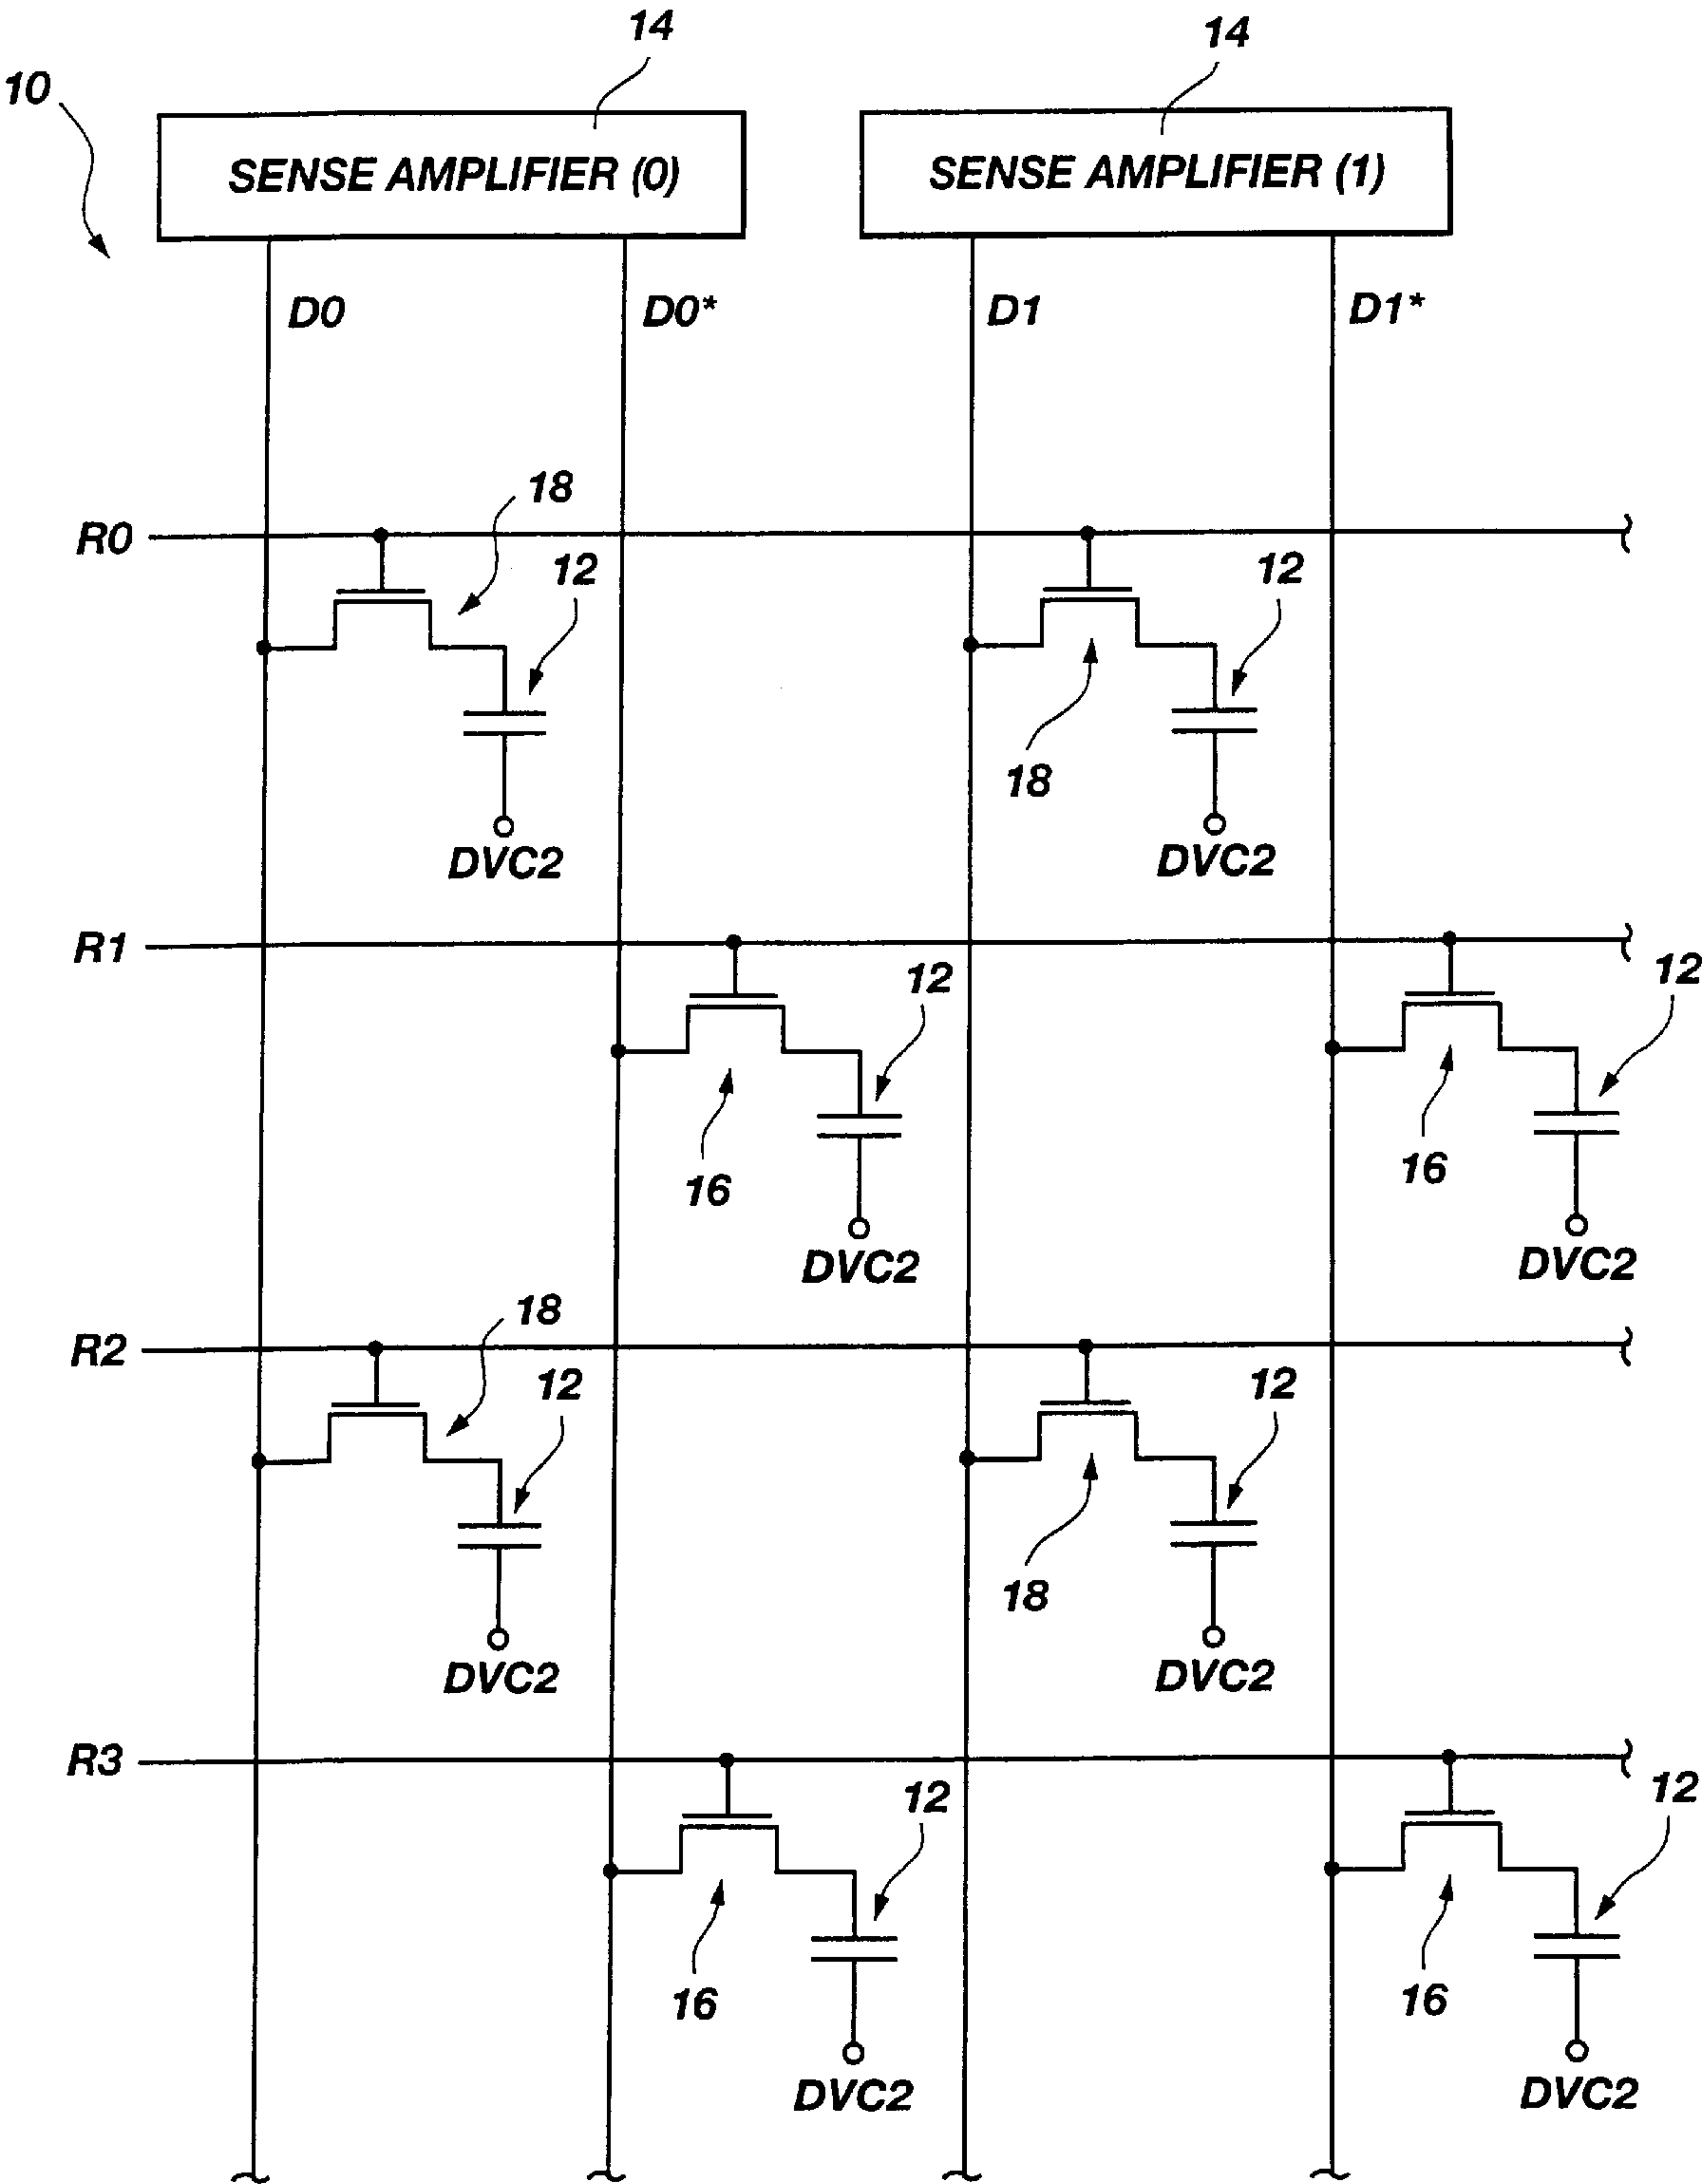 14
14
10
SENSE AMPLIFIER (0)
SENSE AMPLIFIER (1)
D0
D0*
D1
D1*
18
R0
12
12
18
DVC2
DVC2
R1
12
12
16
16
DVC2
DVC2
18
R2
12
12
18
DVC2
DVC2
R3
12
12
16
16
DVC2
DVC2